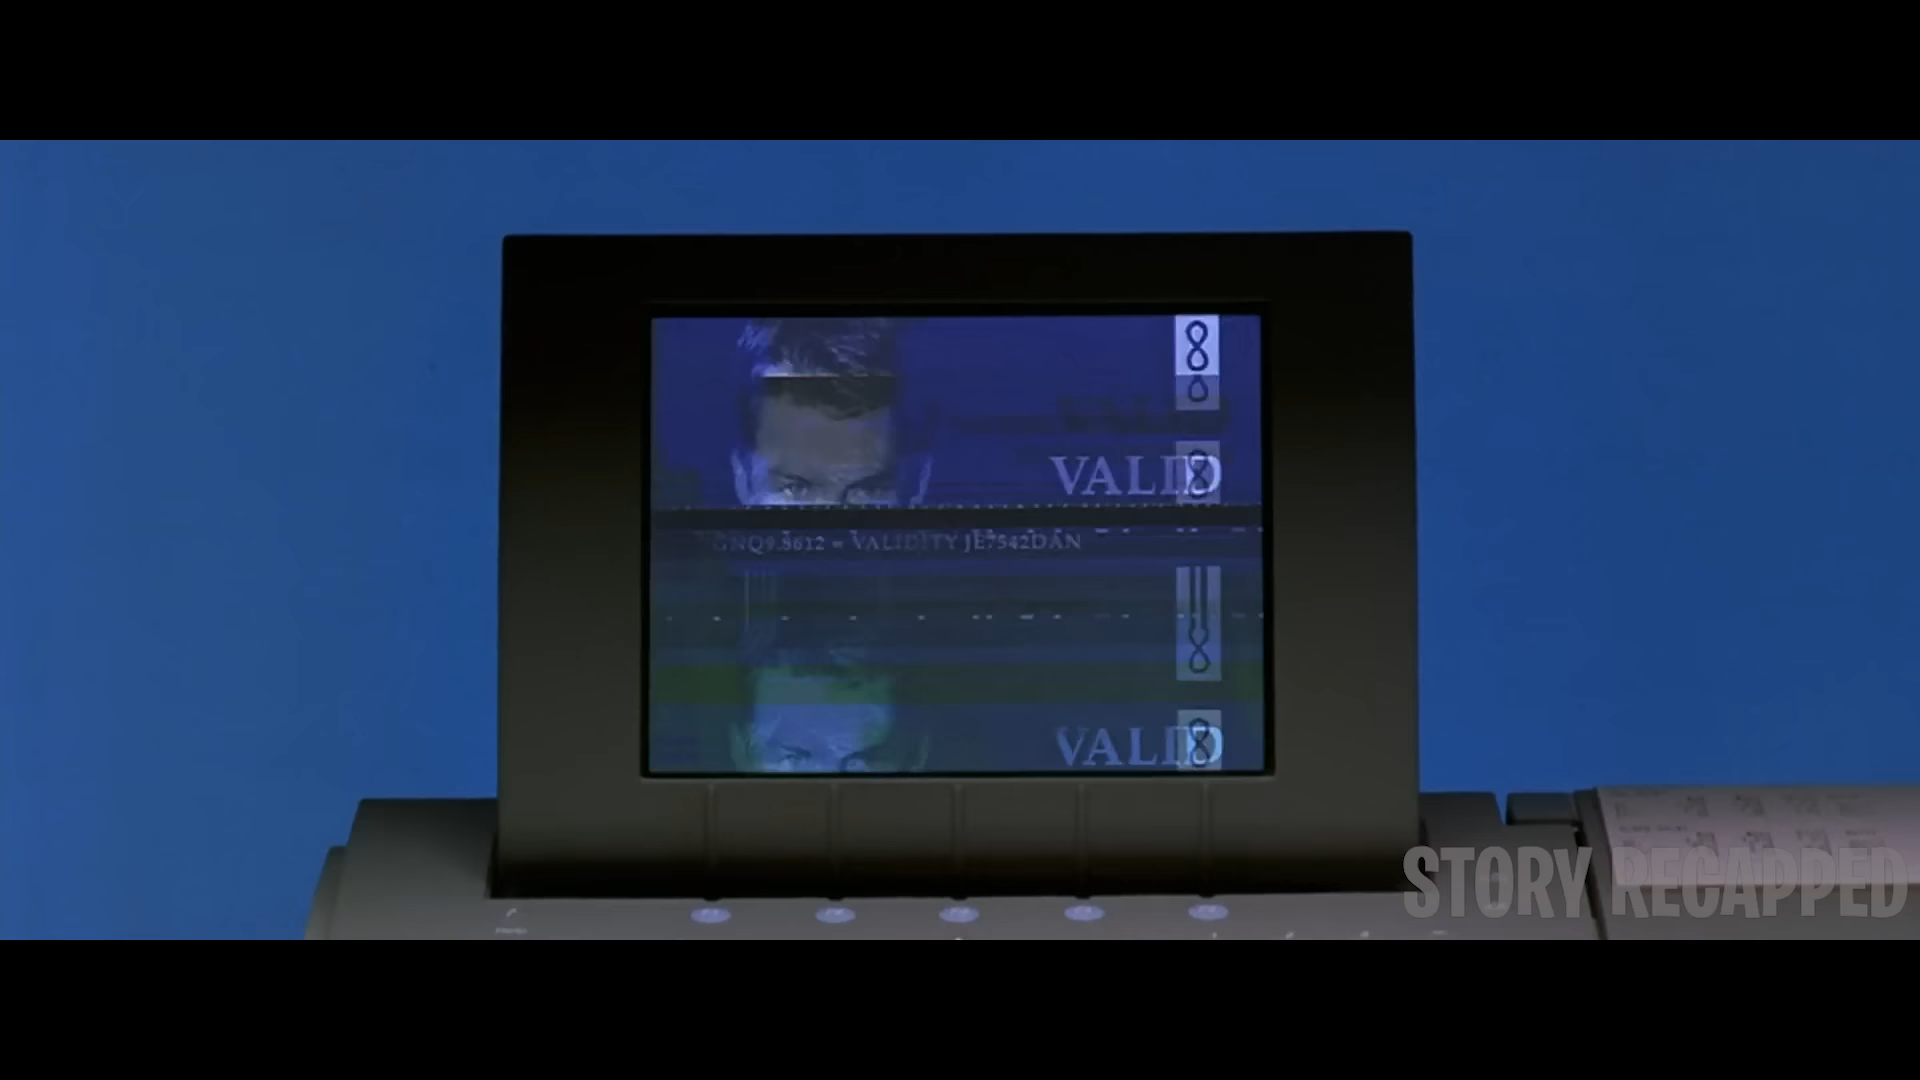 VALID
GNQ9.8612 = VALIDITY JE7542DAN
VALID
STORY RECAPPED